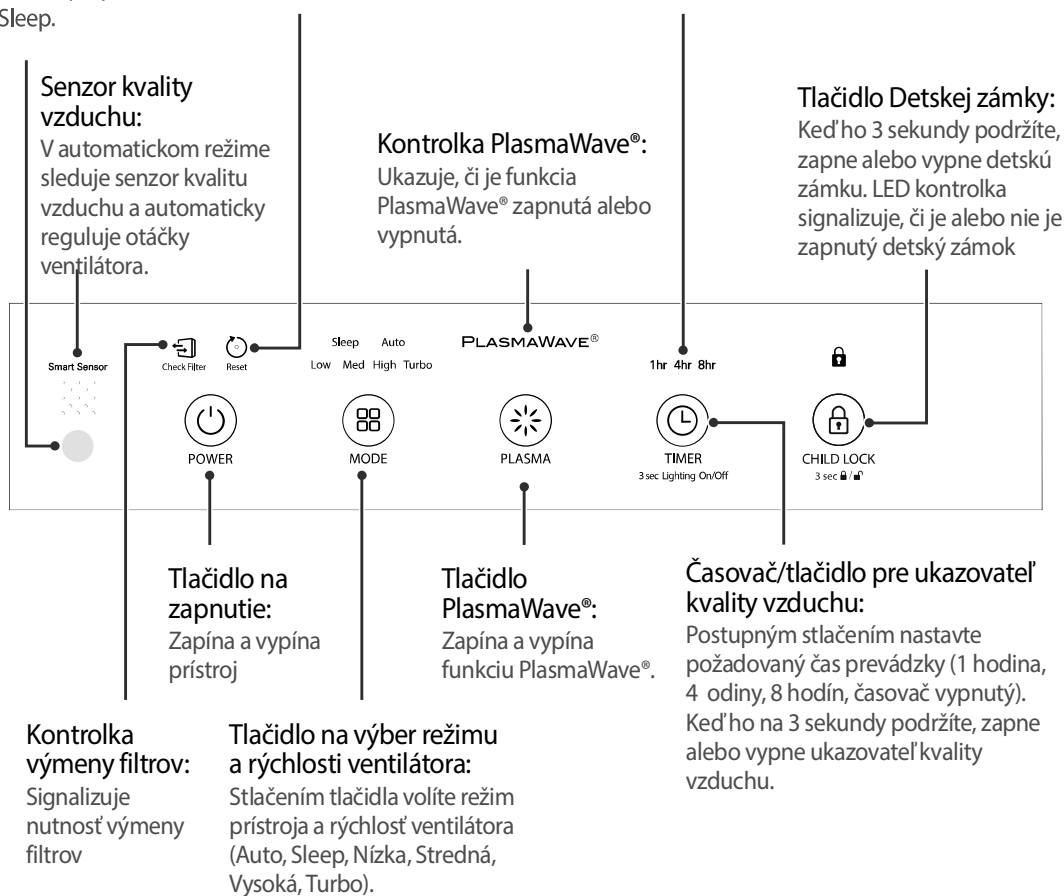 Sleep.
Senzor kvality
vzduchu:
V automatickom režime
sleduje senzor kvalitu
vzduchu a automaticky
reguluje otáčky
ventilátora.
Kontrolka PlasmaWave®:
Ukazuje, či je funkcia
PlasmaWave® zapnutá alebo
vypnutá.
Tlačidlo Detskej zámky:
Keď ho 3 sekundy podržíte,
zapne alebo vypne detskú
zámku. LED kontrolka
signalizuje, či je alebo nie je
zapnutý detský zámok
Smart Sensor
Check Filter
Reset
Sleep Auto
Low Med High Turbo
PLASMAWAVE®
1hr 4hr 8hr
POWER
MODE
PLASMA
TIMER
3 sec Lighting On/Off
CHILD LOCK
3 sec /
Tlačidlo na
zapnutie:
Zapína a vypína
prístroj
Tlačidlo
PlasmaWave®:
Zapína a vypína
funkciu PlasmaWave®.
Časovač/tlačidlo pre ukazovateľ
kvality vzduchu:
Postupným stlačením nastavte
požadovaný čas prevádzky (1 hodina,
4 odiny, 8 hodín, časovač vypnutý).
Keď ho na 3 sekundy podržíte, zapne
alebo vypne ukazovateľ kvality
vzduchu.
Kontrolka
výmeny filtrov:
Signalizuje
nutnosť výmeny
filtrov
Tlačidlo na výber režimu
a rýchlosti ventilátora:
Stlačením tlačidla volíte režim
prístroja a rýchlosť ventilátora
(Auto, Sleep, Nízka, Stredná,
Vysoká, Turbo).